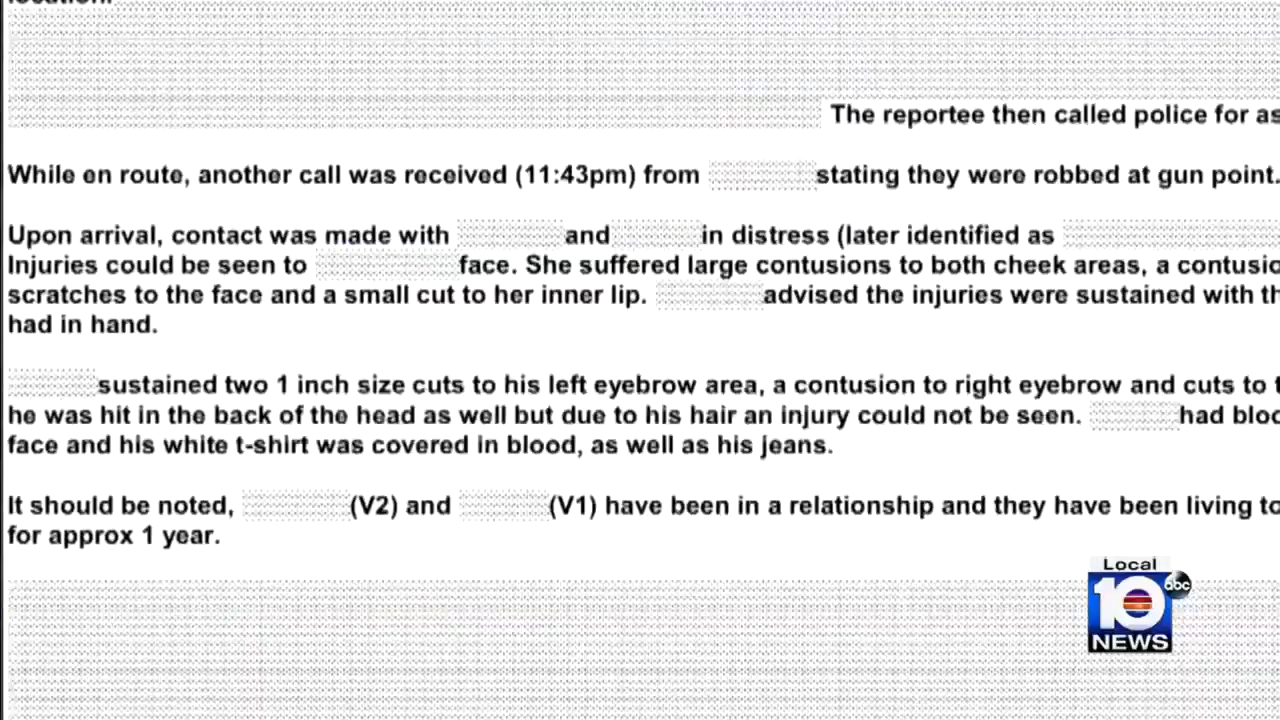 location.
The reportee then called police for as
While en route, another call was received (11:43pm) from stating they were robbed at gun point.
Upon arrival, contact was made with and in distress (later identified as
Injuries could be seen to face. She suffered large contusions to both cheek areas, a contusio
scratches to the face and a small cut to her inner lip. advised the injuries were sustained with th
had in hand.
sustained two 1 inch size cuts to his left eyebrow area, a contusion to right eyebrow and cuts to
he was hit in the back of the head as well but due to his hair an injury could not be seen. had bloo
face and his white t-shirt was covered in blood, as well as his jeans.
It should be noted, (V2) and (V1) have been in a relationship and they have been living to
for approx 1 year.
Local
10 abc
NEWS